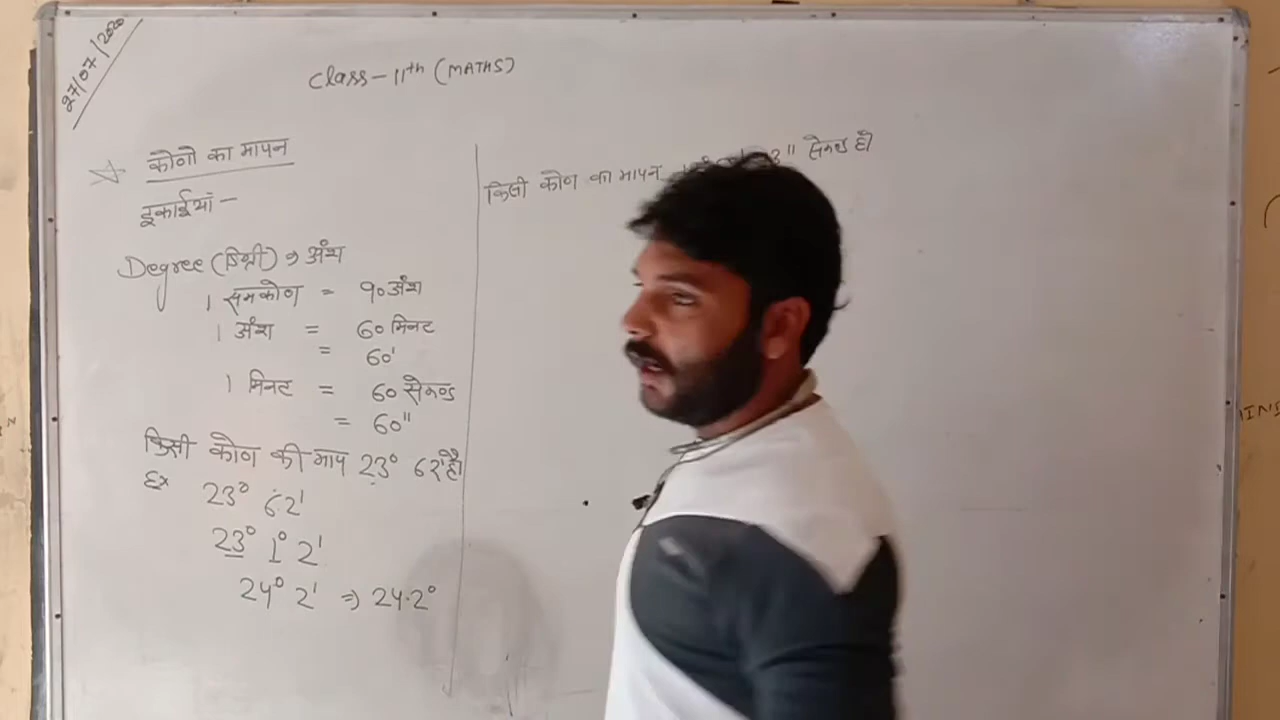 27/07/2020
Class - 11th (MATHS)
कोणो का मापन
इकाईयां -
Degree (डिग्री) => अंश
1 समकोण = 90 अंश
1 अंश = 60 मिनट
= 60'
1 मिनट = 60 सेकण्ड
= 60"
किसी कोण की माप 23° 62' है।
Ex 23° 62'
23° 1° 2'
24° 2' => 24.2°
किसी कोण का मापन 3" सेकण्ड हो